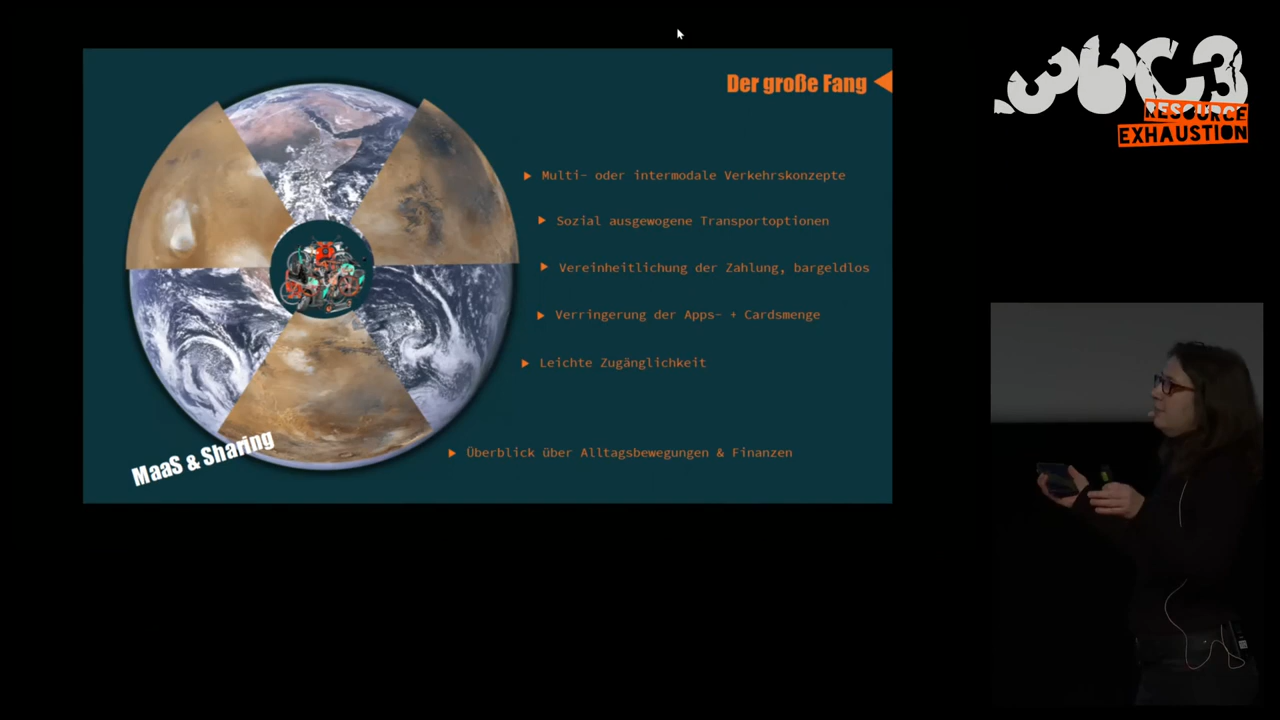 36C3
RESOURCE
EXHAUSTION
Der große Fang
Multi- oder intermodale Verkehrskonzepte
Sozial ausgewogene Transportoptionen
Vereinheitlichung der Zahlung, bargeldlos
Verringerung der Apps- + Cardsmenge
Leichte Zugänglichkeit
MaaS & Sharing
Überblick über Alltagsbewegungen & Finanzen